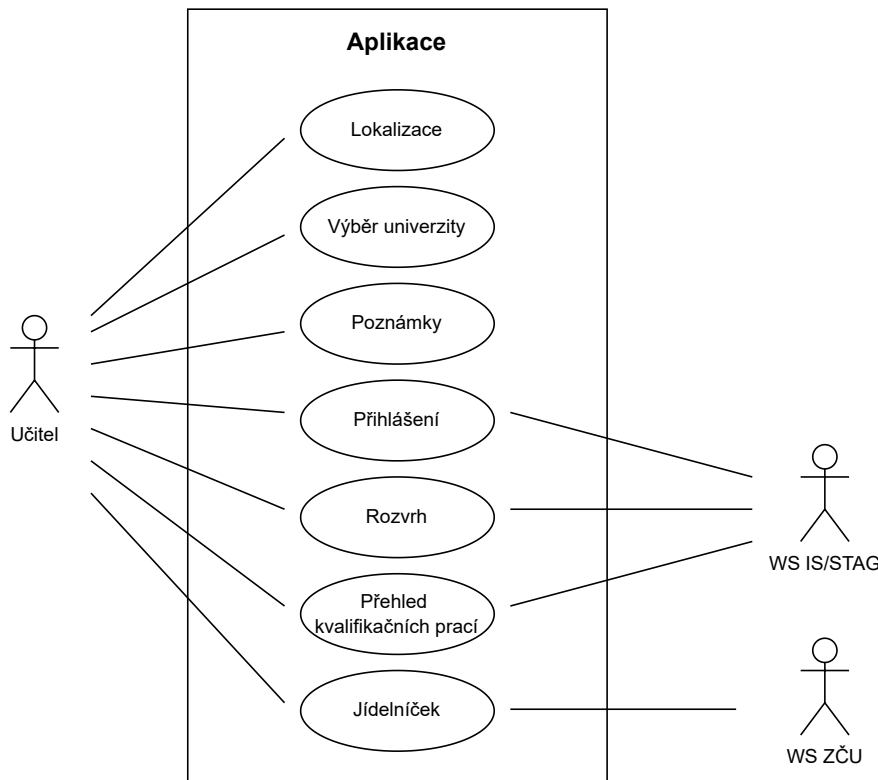 Aplikace
Lokalizace
Výběr univerzity
Poznámky
Přihlášení
Učitel
Rozvrh
WS IS/STAG
Přehled
kvalifikačních prací
Jídelníček
WS ZČU